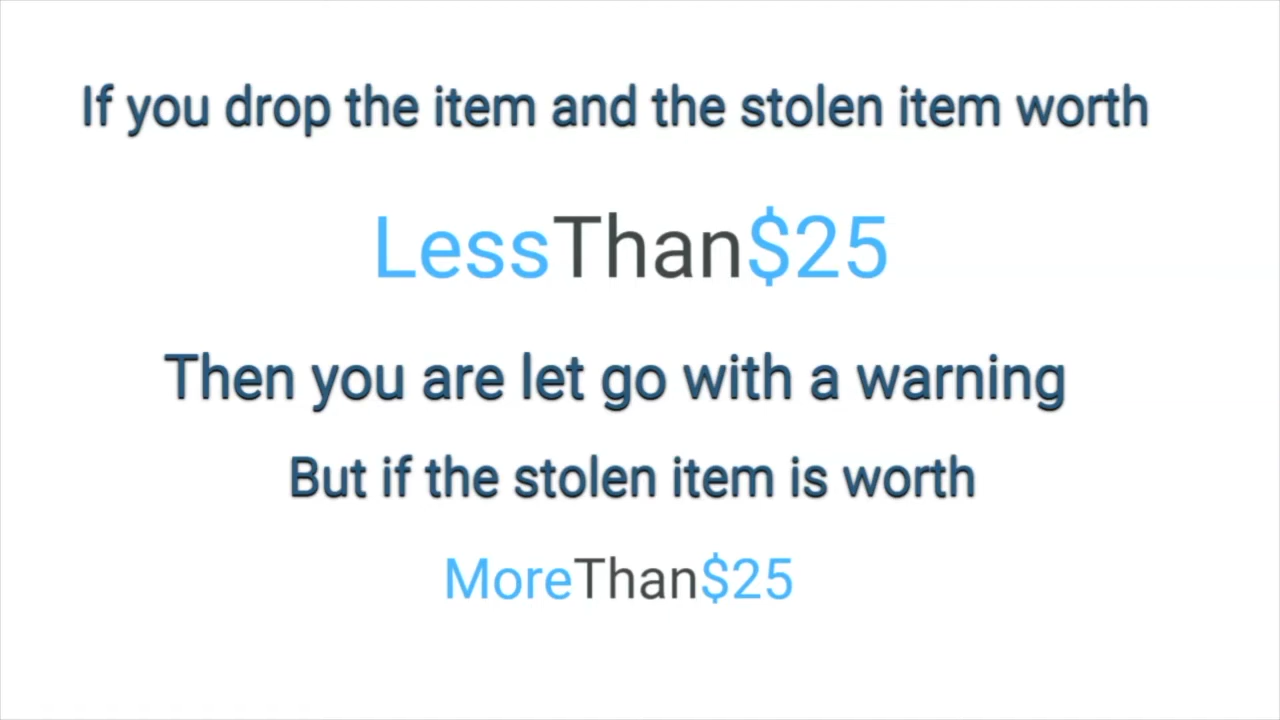 If you drop the item and the stolen item worth
LessThan$25
Then you are let go with a warning
But if the stolen item is worth
MoreThan$25